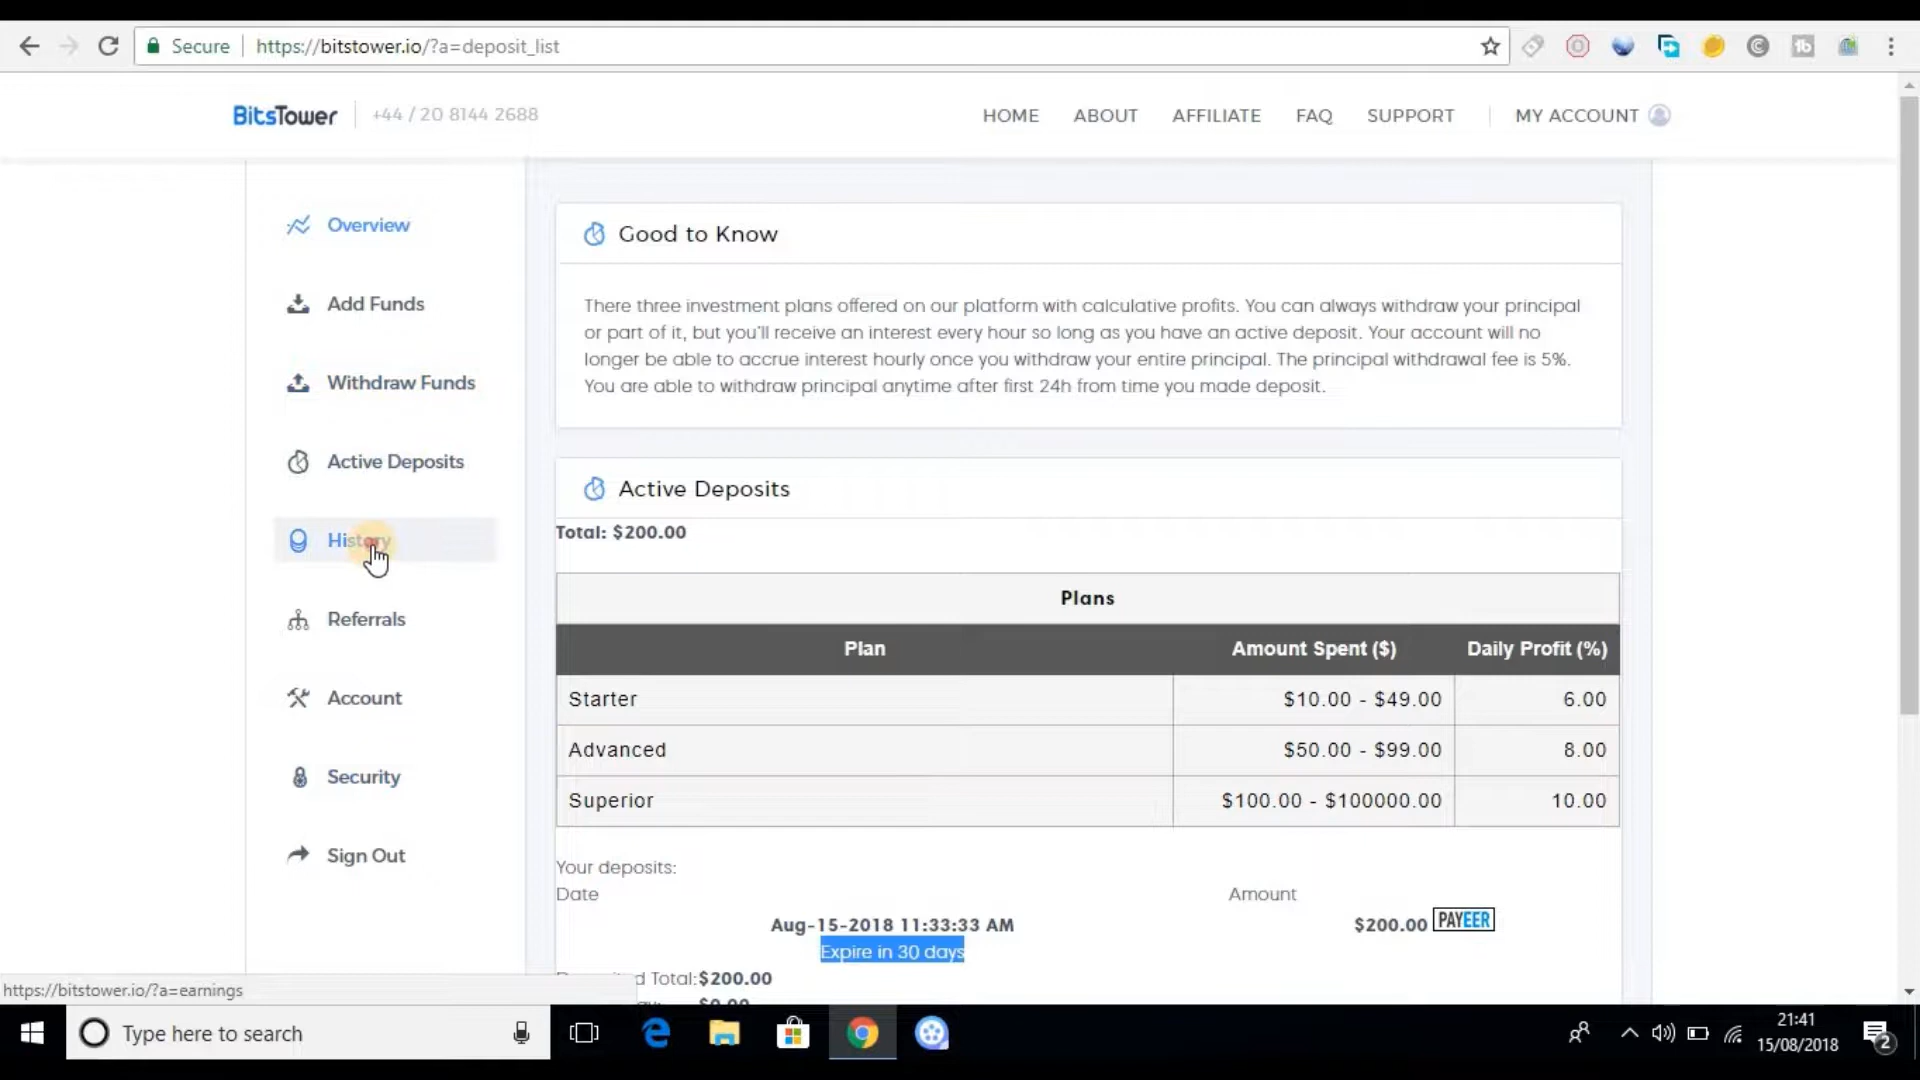 Secure
https://bitstower.io/?a=deposit_list
BitsTower
+44 / 20 8144 2688
HOME
ABOUT
AFFILIATE
FAQ
SUPPORT
MY ACCOUNT
Overview
Add Funds
Withdraw Funds
Active Deposits
History
Referrals
Account
Security
Sign Out
Good to Know
There three investment plans offered on our platform with calculative profits. You can always withdraw your principal
or part of it, but you'll receive an interest every hour so long as you have an active deposit. Your account will no
longer be able to accrue interest hourly once you withdraw your entire principal. The principal withdrawal fee is 5%.
You are able to withdraw principal anytime after first 24h from time you made deposit.
Active Deposits
Total: $200.00
Plans
Plan Amount Spent ($) Daily Profit (%)
Starter $10.00 - $49.00 6.00
Advanced $50.00 - $99.00 8.00
Superior $100.00 - $100000.00 10.00
Your deposits:
Date Amount
Aug-15-2018 11:33:33 AM $200.00 PAYEER
Expire in 30 days
Total: $200.00
$0.00
https://bitstower.io/?a=earnings
Type here to search
21:41
15/08/2018
2